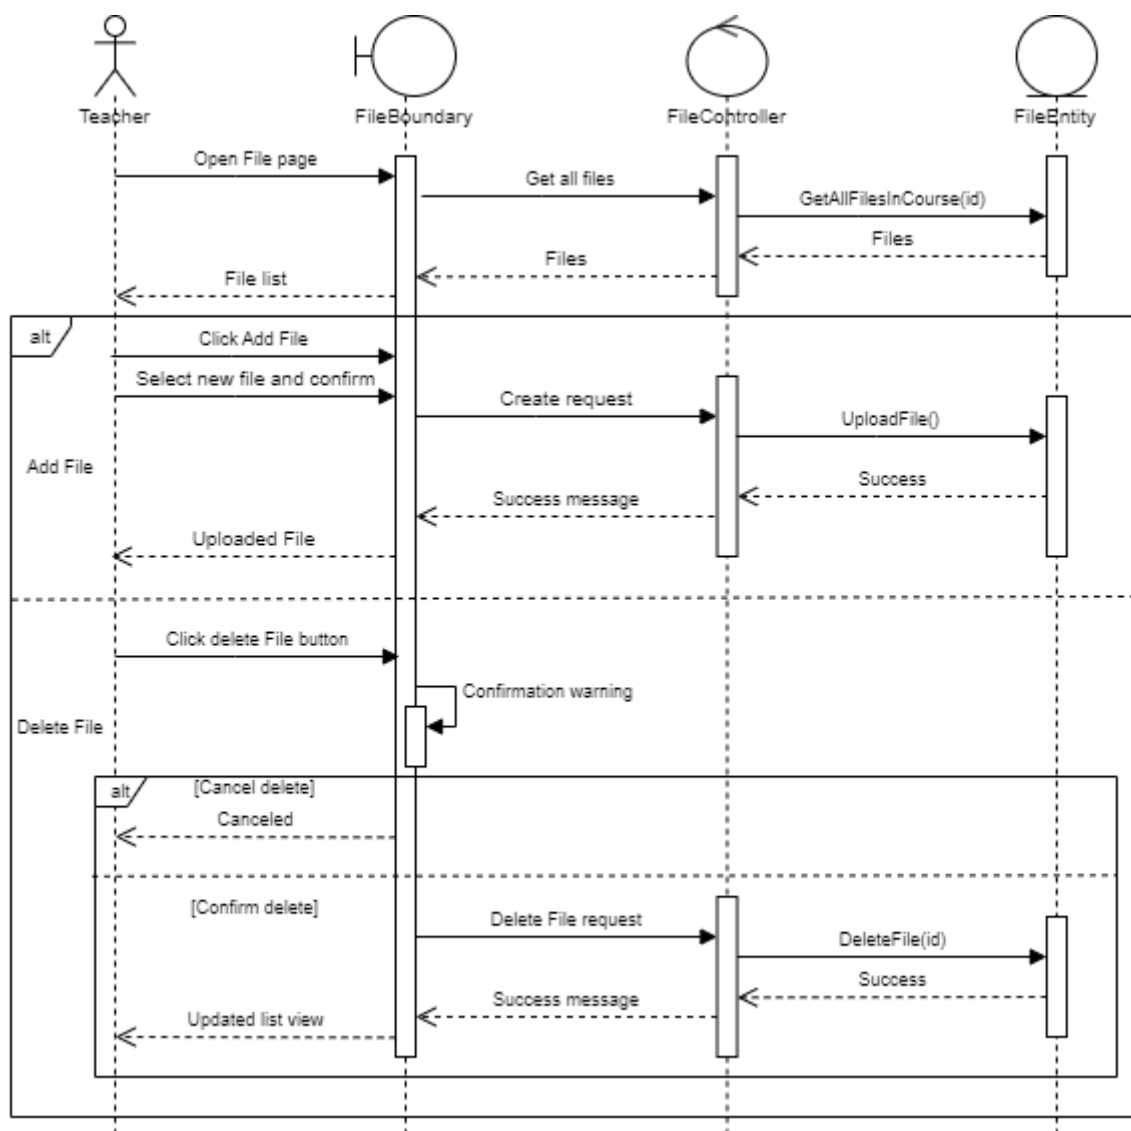 Teacher
FileBoundary
FileController
FileEntity
Open File page
Get all files
GetAllFilesInCourse(id)
Files
Files
File list
alt
Click Add File
Select new file and confirm
Create request
UploadFile()
Add File
Success
Success message
Uploaded File
Click delete File button
Confirmation warning
Delete File
alt
[Cancel delete]
Canceled
[Confirm delete]
Delete File request
DeleteFile(id)
Success
Success message
Updated list view